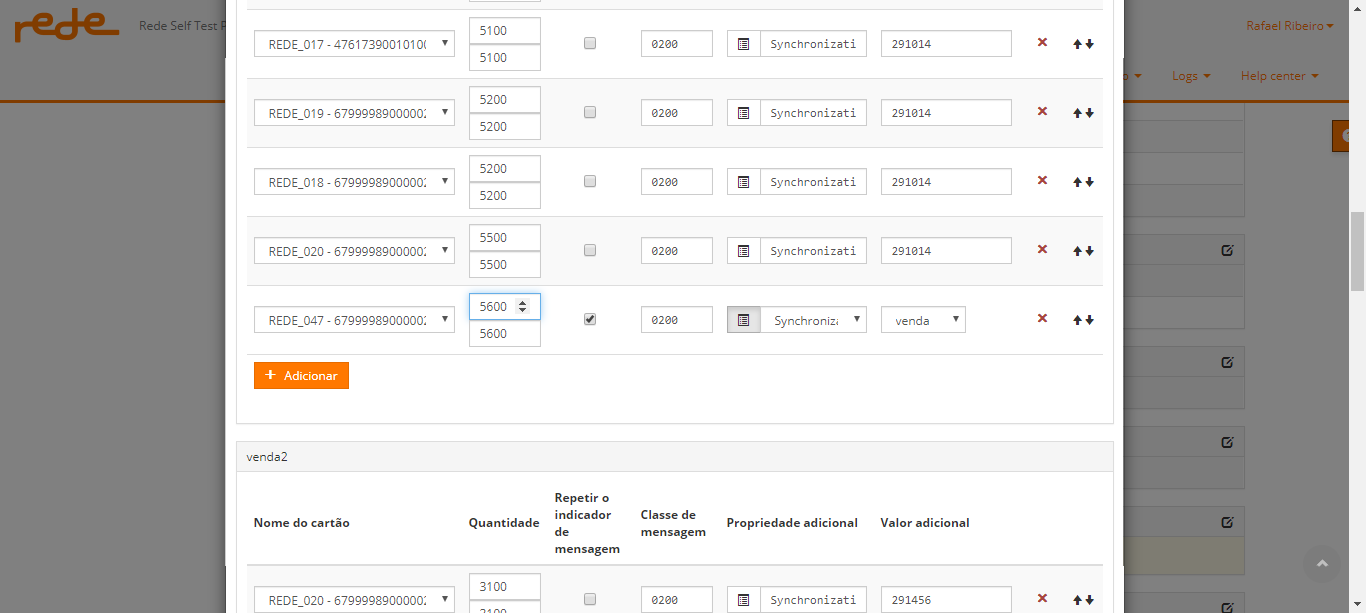 rede
Rede Self Test
Rafael Ribeiro
Logs
Help center
REDE_017 - 47617390010100
5100
5100
0200
Synchronizati
291014
REDE_019 - 67999989000002
5200
5200
0200
Synchronizati
291014
REDE_018 - 67999989000002
5200
5200
0200
Synchronizati
291014
REDE_020 - 67999989000002
5500
5500
0200
Synchronizati
291014
REDE_047 - 67999989000002
5600
5600
0200
Synchroniza
venda
+ Adicionar
venda2
Nome do cartão
Quantidade
Repetir o
indicador
de
mensagem
Classe de
mensagem
Propriedade adicional
Valor adicional
REDE_020 - 67999989000002
3100
3100
0200
Synchronizati
291456